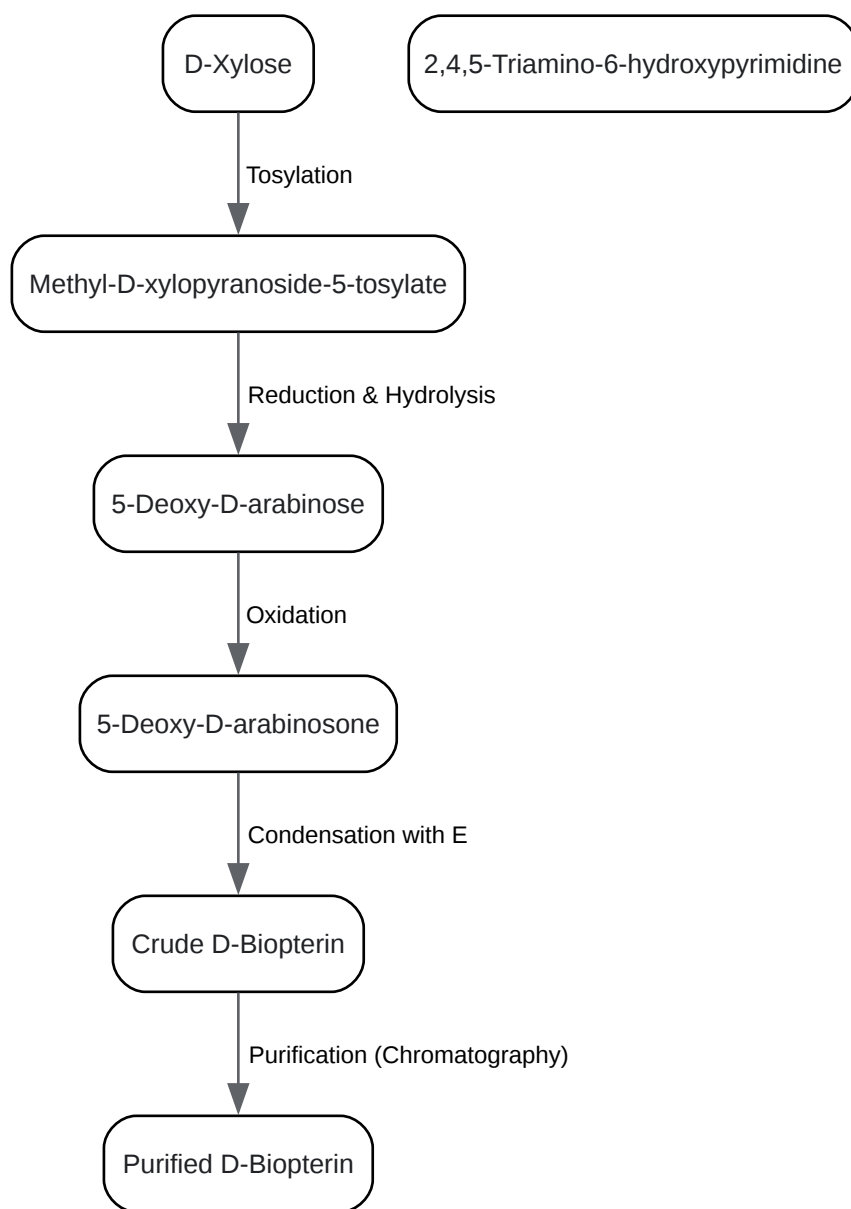 D-Xylose
2,4,5-Triamino-6-hydroxypyrimidine
Tosylation
Methyl-D-xylopyranoside-5-tosylate
Reduction & Hydrolysis
5-Deoxy-D-arabinose
Oxidation
5-Deoxy-D-arabinosone
Condensation with E
Crude D-Biopterin
Purification (Chromatography)
Purified D-Biopterin